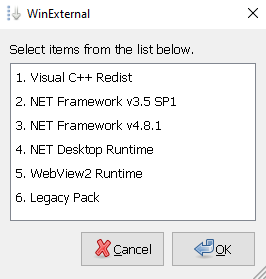 WinExternal
Select items from the list below.
1. Visual C++ Redist
2. NET Framework v3.5 SP1
3. NET Framework v4.8.1
4. NET Desktop Runtime
5. WebView2 Runtime
6. Legacy Pack
Cancel OK